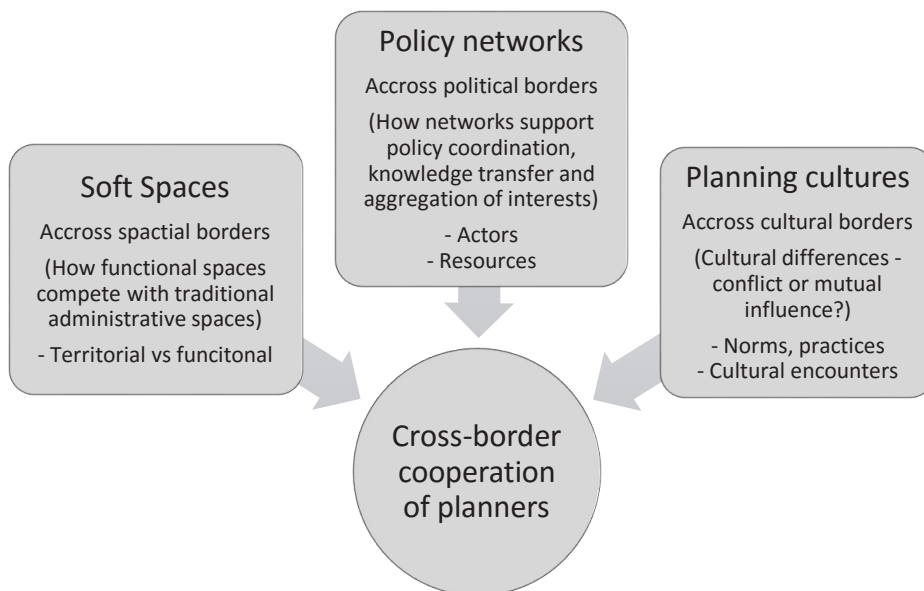 Policy networks
Accross political borders
(How networks support
policy coordination,
knowledge transfer and
aggregation of interests)
- Actors
- Resources
Soft Spaces
Accross spactial borders
(How functional spaces
compete with traditional
administrative spaces)
- Territorial vs funcitonal
Planning cultures
Accross cultural borders
(Cultural differences -
conflict or mutual
influence?)
- Norms, practices
- Cultural encounters
Cross-border
cooperation
of planners